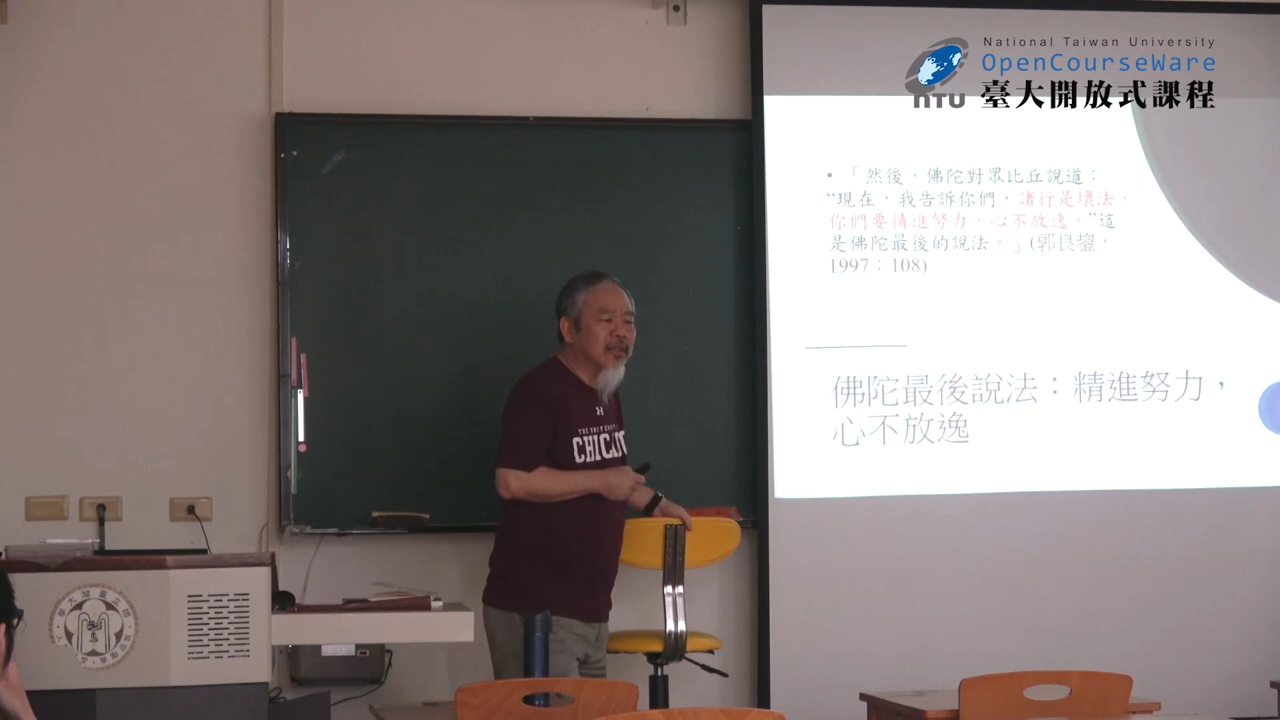 National Taiwan University
OpenCourseWare
NTU 臺大開放式課程
• 「然後，佛陀對眾比丘說道：
“現在，我告訴你們，諸行是壞法，
你們要精進努力，心不放逸。”這
是佛陀最後的說法。」(郭良鋆，
1997：108)
佛陀最後說法：精進努力，
心不放逸
THE UNIVERSITY
CHICA